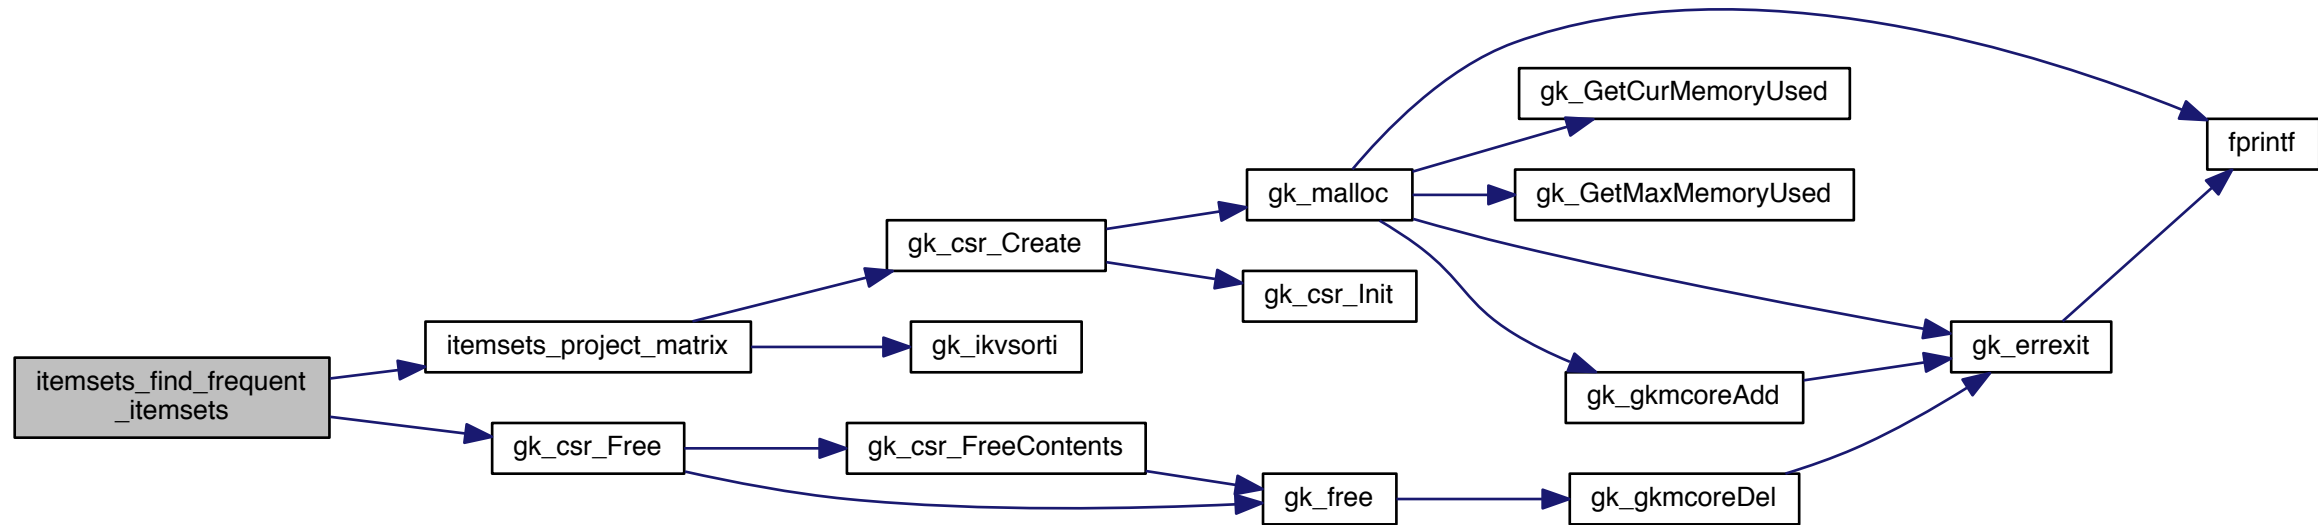 gk_GetCurMemoryUsed
fprintf
gk_malloc
gk_GetMaxMemoryUsed
gk_csr_Create
gk_csr_Init
itemsets_project_matrix
gk_ikvsorti
gk_errexit
itemsets_find_frequent
_itemsets
gk_gkmcoreAdd
gk_csr_Free
gk_csr_FreeContents
gk_free
gk_gkmcoreDel